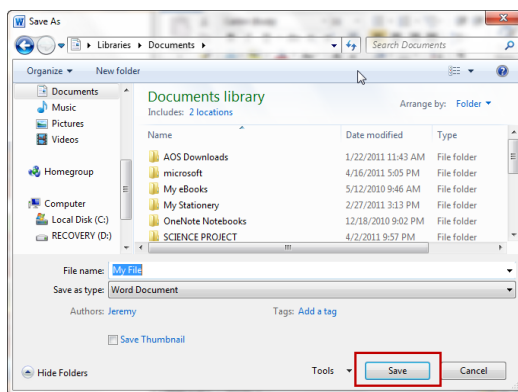 Save As
Libraries Documents
Search Documents
Organize New folder
Documents
Music
Pictures
Videos
Homegroup
Computer
Local Disk (C:)
RECOVERY (D:)
Documents library
Includes: 2 locations
Arrange by: Folder
Name Date modified Type
AOS Downloads 1/22/2011 11:43 AM File folder
microsoft 4/16/2011 5:05 PM File folder
My eBooks 5/12/2010 9:46 AM File folder
My Stationery 2/27/2011 3:13 PM File folder
OneNote Notebooks 12/18/2010 9:02 PM File folder
SCIENCE PROJECT 4/2/2011 9:57 PM File folder
File name: My File
Save as type: Word Document
Authors: Jeremy Tags: Add a tag
Save Thumbnail
Hide Folders Tools Save Cancel